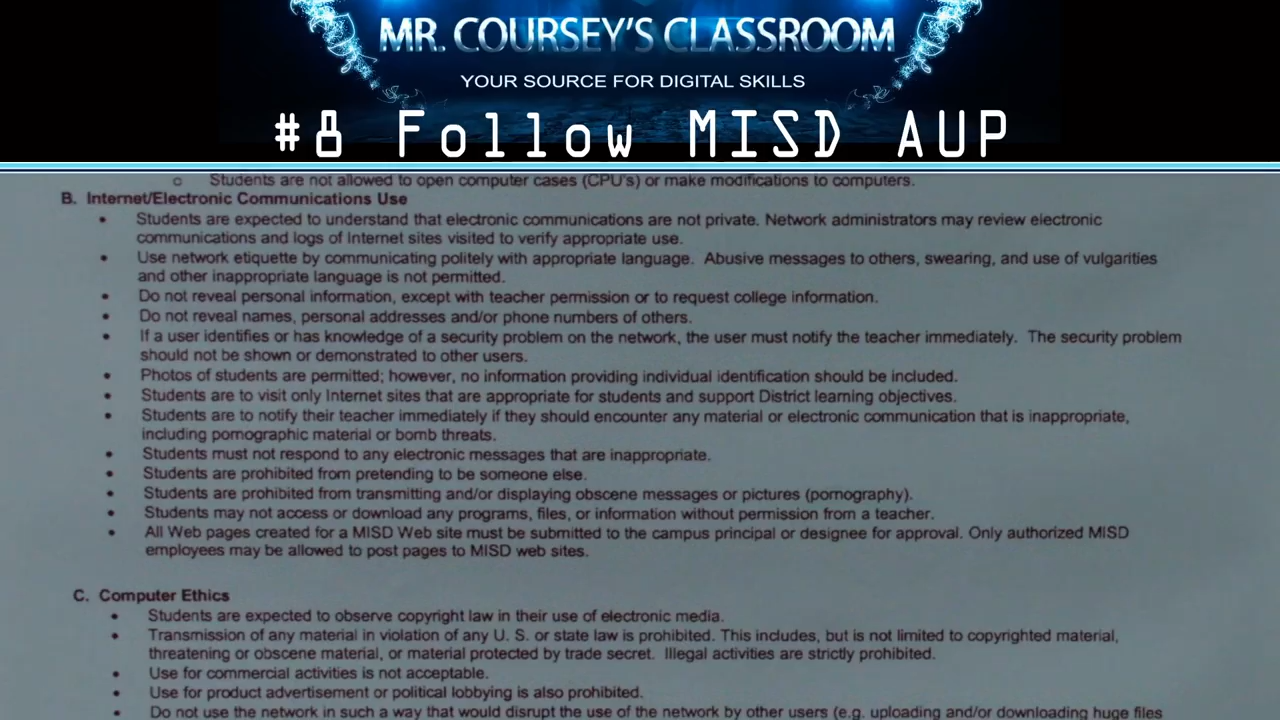 MR. COURSEY'S CLASSROOM
YOUR SOURCE FOR DIGITAL SKILLS
#8 Follow MISD AUP
o Students are not allowed to open computer cases (CPU's) or make modifications to computers.
B. Internet/Electronic Communications Use
• Students are expected to understand that electronic communications are not private. Network administrators may review electronic
communications and logs of Internet sites visited to verify appropriate use.
• Use network etiquette by communicating politely with appropriate language. Abusive messages to others, swearing, and use of vulgarities
and other inappropriate language is not permitted.
• Do not reveal personal information, except with teacher permission or to request college information.
• Do not reveal names, personal addresses and/or phone numbers of others.
• If a user identifies or has knowledge of a security problem on the network, the user must notify the teacher immediately. The security problem
should not be shown or demonstrated to other users.
• Photos of students are permitted; however, no information providing individual identification should be included.
• Students are to visit only Internet sites that are appropriate for students and support District learning objectives.
• Students are to notify their teacher immediately if they should encounter any material or electronic communication that is inappropriate,
including pornographic material or bomb threats.
• Students must not respond to any electronic messages that are inappropriate.
• Students are prohibited from pretending to be someone else.
• Students are prohibited from transmitting and/or displaying obscene messages or pictures (pornography).
• Students may not access or download any programs, files, or information without permission from a teacher.
• All Web pages created for a MISD Web site must be submitted to the campus principal or designee for approval. Only authorized MISD
employees may be allowed to post pages to MISD web sites.
C. Computer Ethics
• Students are expected to observe copyright law in their use of electronic media.
• Transmission of any material in violation of any U. S. or state law is prohibited. This includes, but is not limited to copyrighted material,
threatening or obscene material, or material protected by trade secret. Illegal activities are strictly prohibited.
• Use for commercial activities is not acceptable.
• Use for product advertisement or political lobbying is also prohibited.
• Do not use the network in such a way that would disrupt the use of the network by other users (e.g. uploading and/or downloading huge files